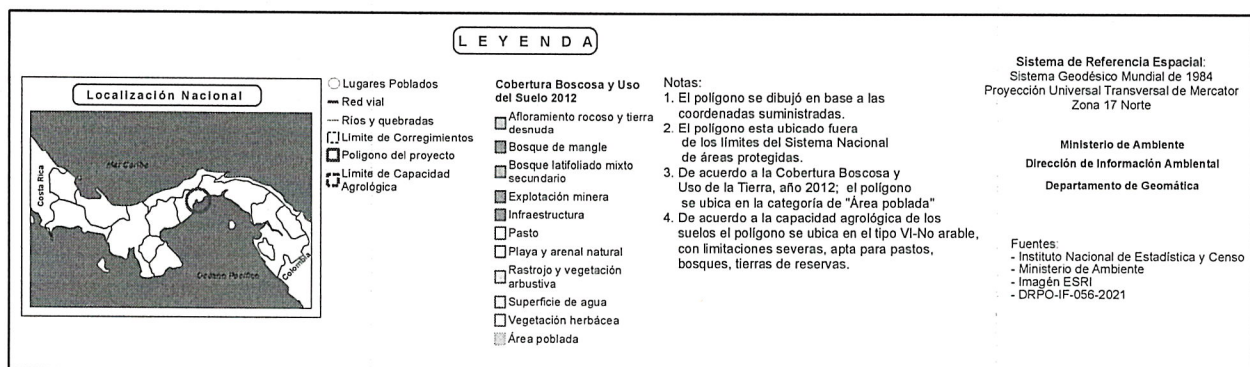 L E Y E N D A
Localización Nacional
Mar Caribe
Costa Rica
Océano Pacífico
Colombia
Lugares Poblados
Red vial
Ríos y quebradas
Límite de Corregimientos
Poligono del proyecto
Límite de Capacidad
Agrológica
Cobertura Boscosa y Uso
del Suelo 2012
Afloramiento rocoso y tierra
desnuda
Bosque de mangle
Bosque latifoliado mixto
secundario
Explotación minera
Infraestructura
Pasto
Playa y arenal natural
Rastrojo y vegetación
arbustiva
Superficie de agua
Vegetación herbácea
Área poblada
Notas:
1. El polígono se dibujó en base a las
coordenadas suministradas.
2. El polígono esta ubicado fuera
de los límites del Sistema Nacional
de áreas protegidas.
3. De acuerdo a la Cobertura Boscosa y
Uso de la Tierra, año 2012; el polígono
se ubica en la categoría de "Área poblada"
4. De acuerdo a la capacidad agrológica de los
suelos el polígono se ubica en el tipo VI-No arable,
con limitaciones severas, apta para pastos,
bosques, tierras de reservas.
Sistema de Referencia Espacial:
Sistema Geodésico Mundial de 1984
Proyección Universal Transversal de Mercator
Zona 17 Norte
Ministerio de Ambiente
Dirección de Información Ambiental
Departamento de Geomática
Fuentes:
- Instituto Nacional de Estadística y Censo
- Ministerio de Ambiente
- Imagén ESRI
- DRPO-IF-056-2021